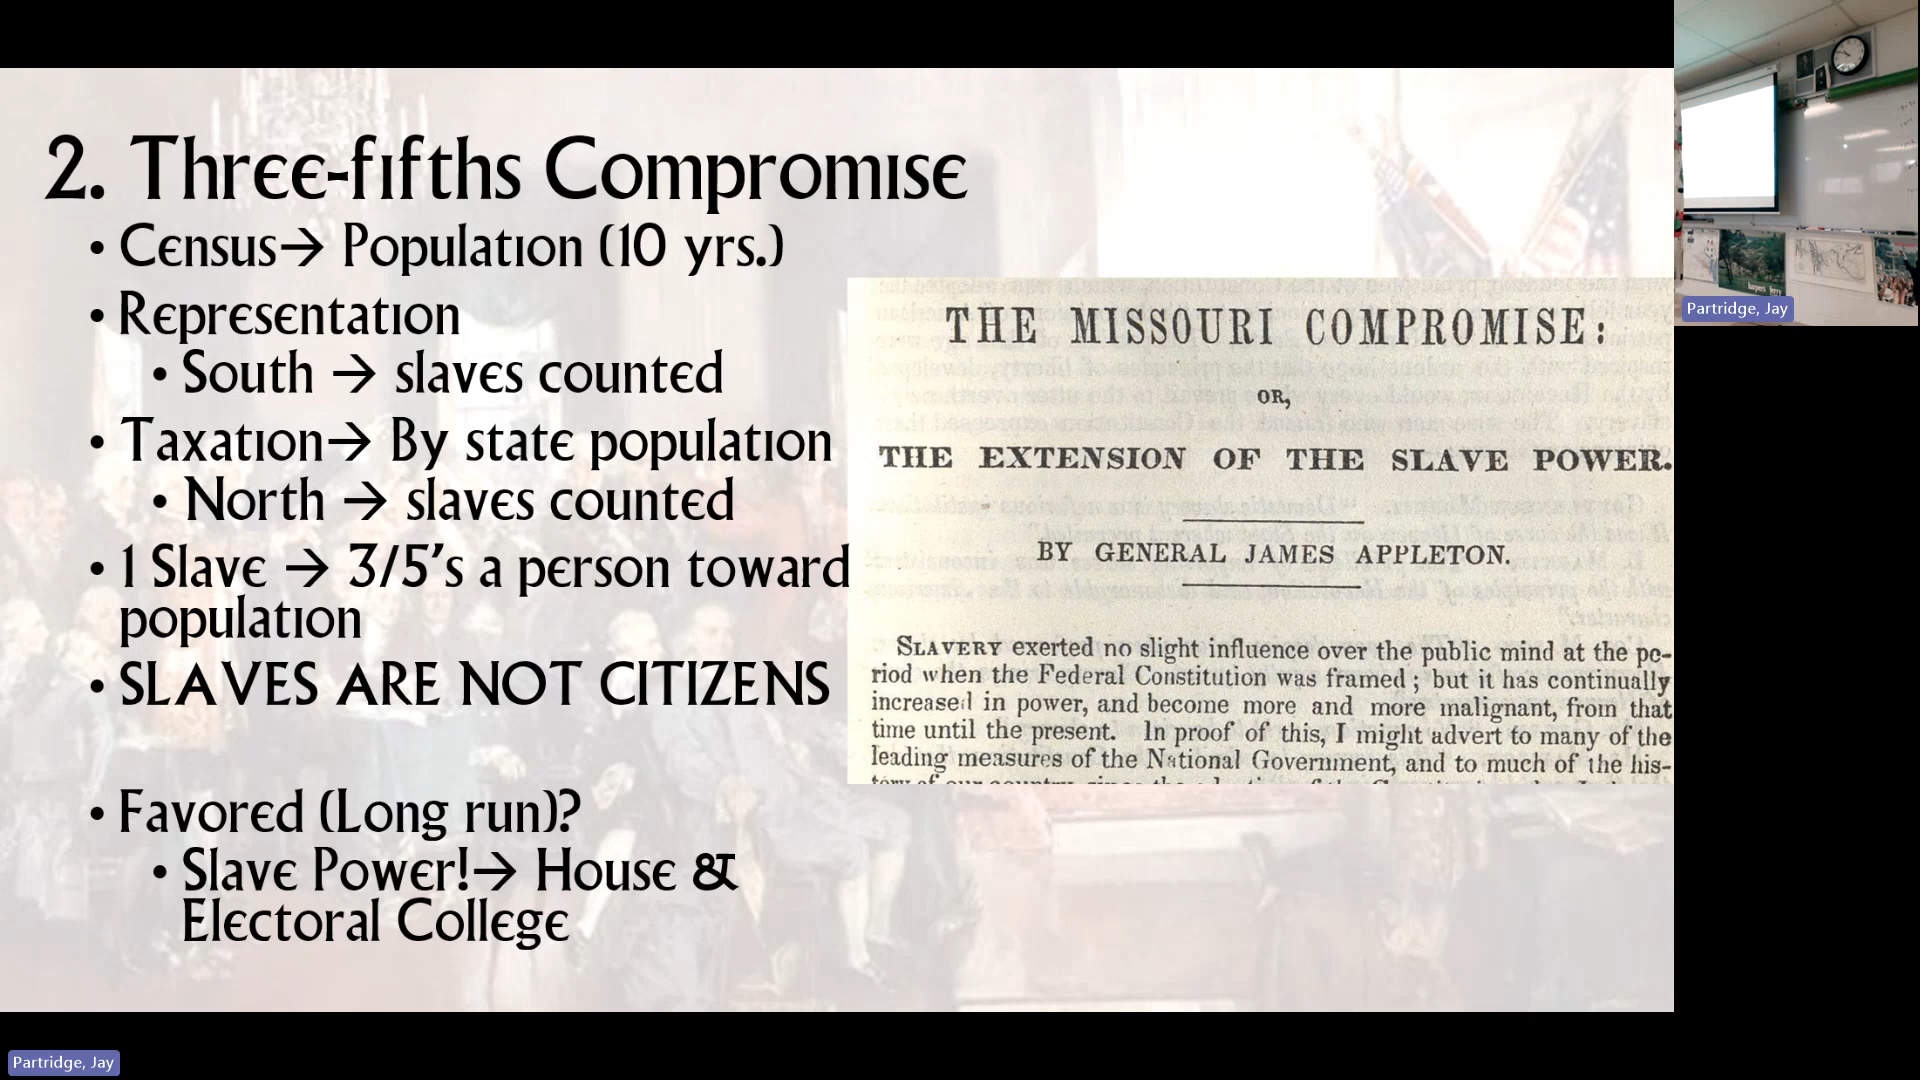 2. Three-fifths Compromise
• Census→ Population (10 yrs.)
• Representation
• South → slaves counted
• Taxation→ By state population
• North → slaves counted
• 1 Slave → 3/5's a person toward
population
• SLAVES ARE NOT CITIZENS
• Favored (Long run)?
• Slave Power!→ House &
Electoral College
THE MISSOURI COMPROMISE:
OR,
THE EXTENSION OF THE SLAVE POWER.
BY GENERAL JAMES APPLETON.
SLAVERY exerted no slight influence over the public mind at the pe-
riod when the Federal Constitution was framed; but it has continually
increased in power, and become more and more malignant, from that
time until the present. In proof of this, I might advert to many of the
leading measures of the National Government, and to much of the his-
Partridge, Jay
Partridge, Jay